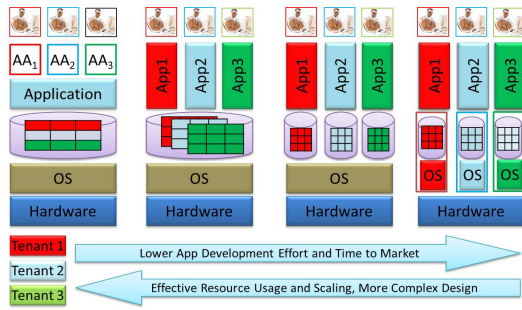 AA1 AA2 AA3
Application
App1 App2 App3
App1 App2 App3
App1 App2 App3
OS OS OS
OS OS OS
Hardware Hardware Hardware Hardware
Tenant 1
Lower App Development Effort and Time to Market
Tenant 2
Effective Resource Usage and Scaling, More Complex Design
Tenant 3